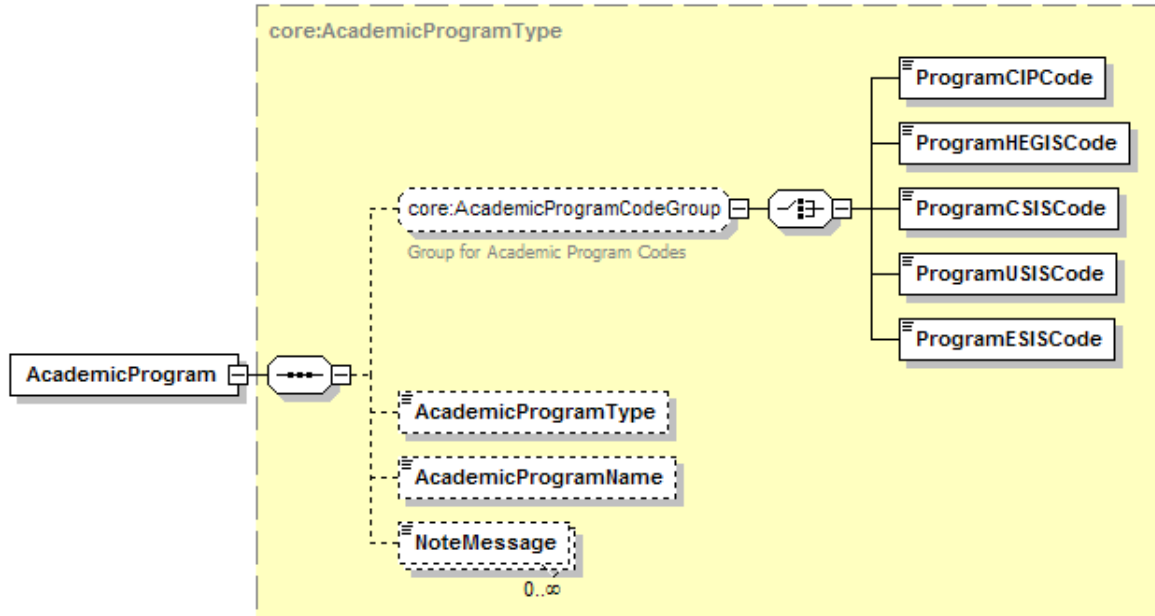 core:AcademicProgramType
ProgramCIPCode
ProgramHEGISCode
core:AcademicProgramCodeGroup
ProgramCSISCode
Group for Academic Program Codes
ProgramUSISCode
ProgramESISCode
AcademicProgram
AcademicProgramType
AcademicProgramName
NoteMessage
0..∞